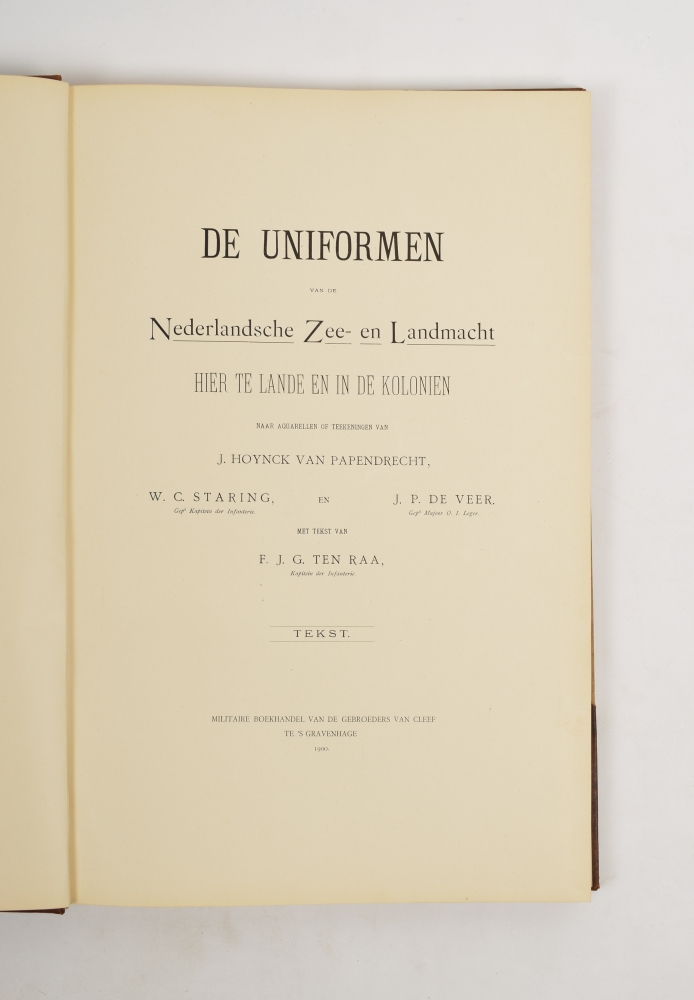 DE UNIFORMEN
VAN DE
Nederlandsche Zee- en Landmacht
HIER TE LANDE EN IN DE KOLONIEN
NAAR AQUARELLEN OF TEEKENINGEN VAN
J. HOYNCK VAN PAPENDRECHT,
W. C. STARING, EN J. P. DE VEER.
Gepd Kapitein der Infanterie. Gepd Majoor O. I. Leger.
MET TEKST VAN
F. J. G. TEN RAA,
Kapitein der Infanterie
TEKST.
MILITAIRE BOEKHANDEL VAN DE GEBROEDERS VAN CLEEF
TE 'S GRAVENHAGE
1900.